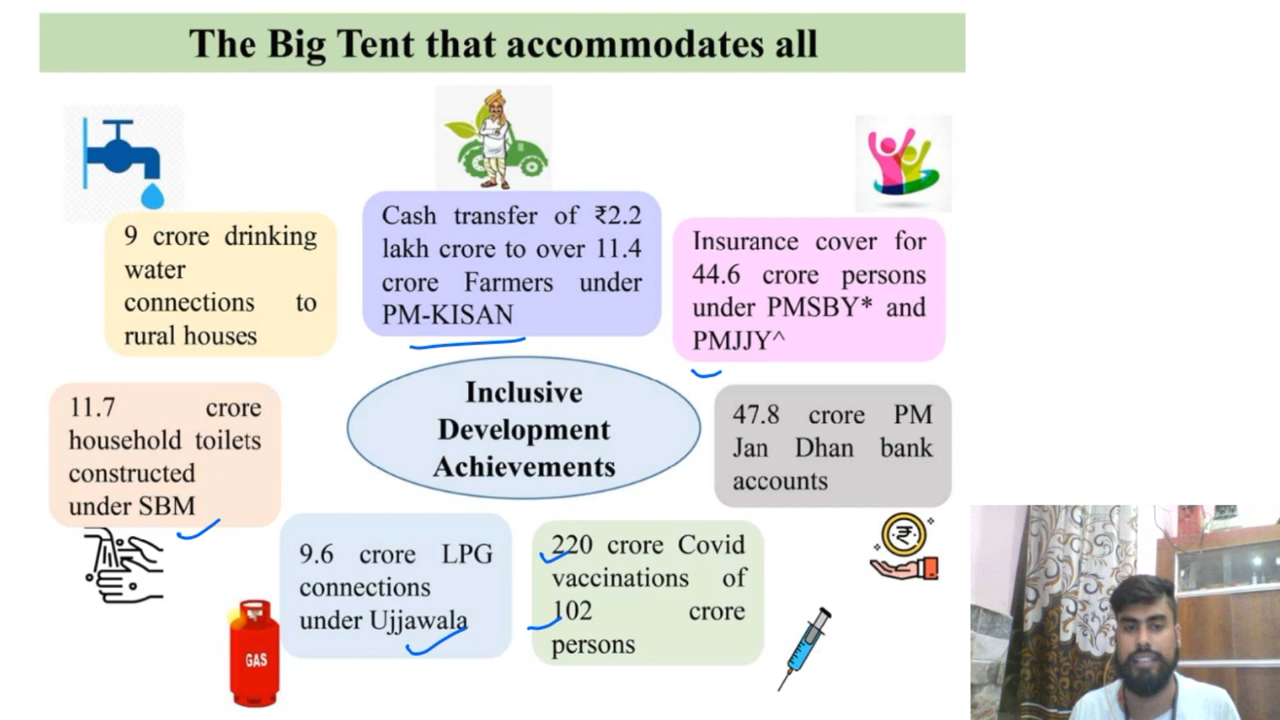 The Big Tent that accommodates all
9 crore drinking
water
connections to
rural houses
Cash transfer of ₹2.2
lakh crore to over 11.4
crore Farmers under
PM-KISAN
Insurance cover for
44.6 crore persons
under PMSBY* and
PMJJY^
Inclusive
Development
Achievements
11.7 crore
household toilets
constructed
under SBM
47.8 crore PM
Jan Dhan bank
accounts
9.6 crore LPG
connections
under Ujjawala
220 crore Covid
vaccinations of
102 crore
persons
₹
GAS